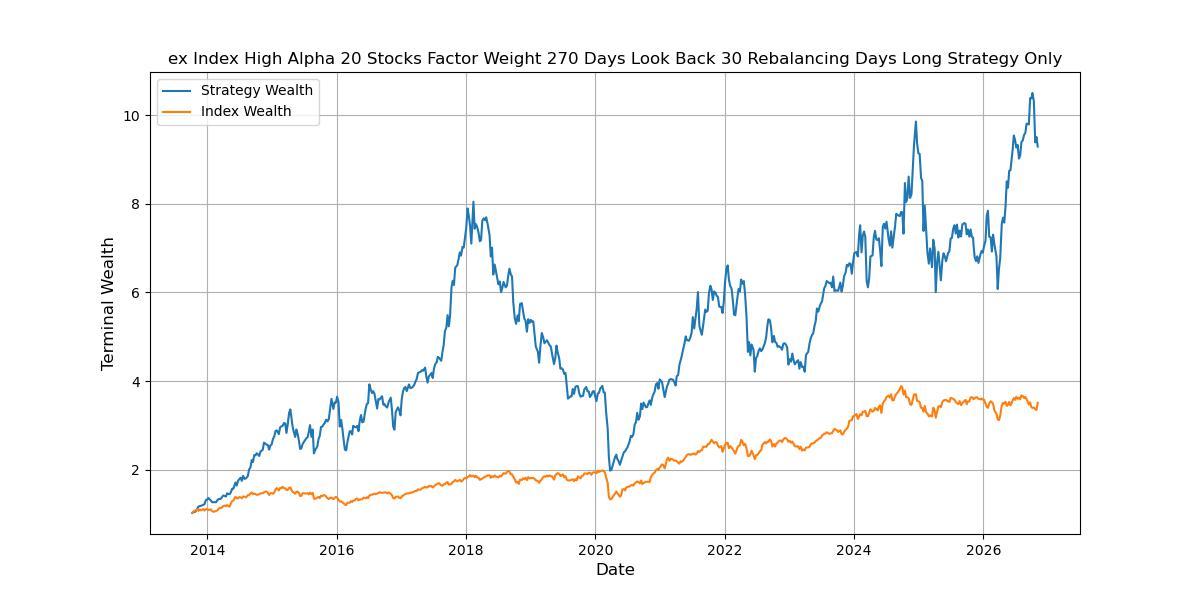 ex Index High Alpha 20 Stocks Factor Weight 270 Days Look Back 30 Rebalancing Days Long Strategy Only
Strategy Wealth
Index Wealth
Terminal Wealth
10
8
6
4
2
2014 2016 2018 2020 2022 2024 2026
Date